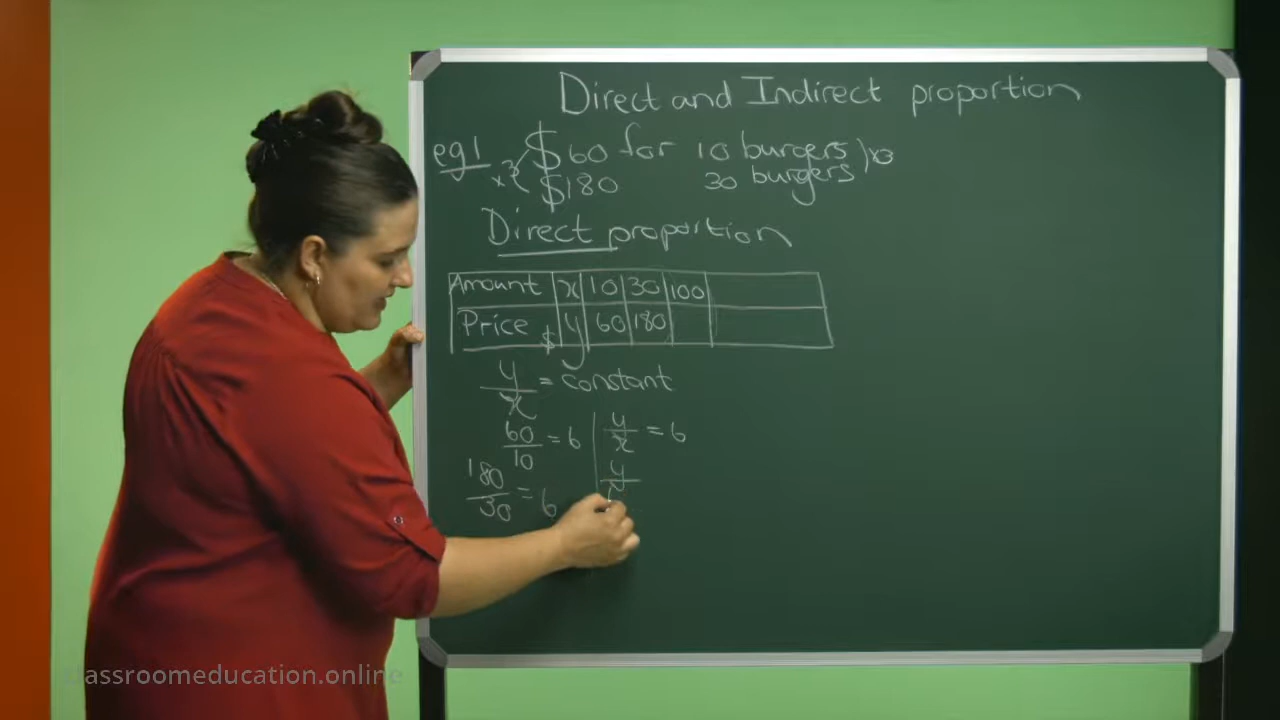 Direct and Indirect proportion
eg1 $60 for 10 burgers
x3 $180 30 burgers x3
Direct proportion
Amount x 10 30 100
Price $ y 60 180
y/x = constant
60/10 = 6 y/x = 6
180/30 = 6 y
classroomeducation.online